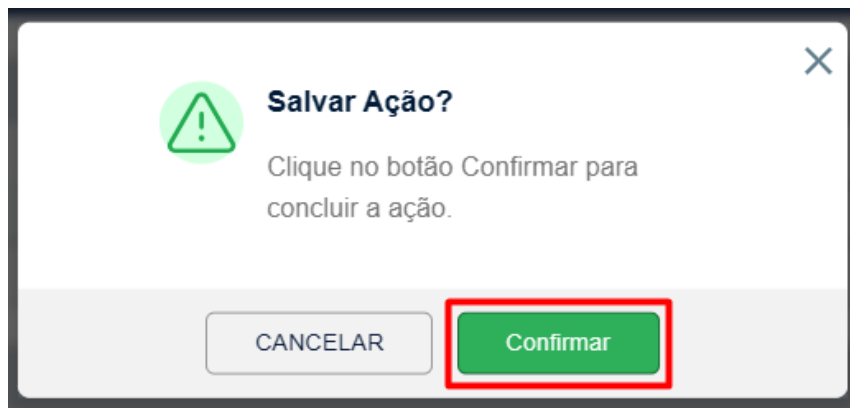 Salvar Ação?
Clique no botão Confirmar para
concluir a ação.
CANCELAR
Confirmar